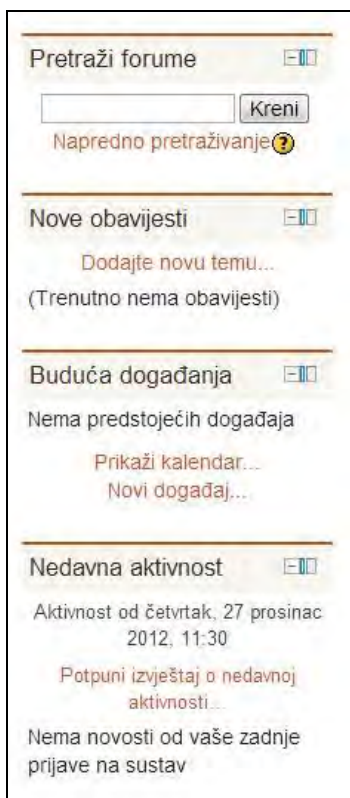 Pretraži forume
Kreni
Napredno pretraživanje?
Nove obavijesti
Dodajte novu temu...
(Trenutno nema obavijesti)
Buduća događanja
Nema predstojećih događaja
Prikaži kalendar...
Novi događaj...
Nedavna aktivnost
Aktivnost od četvrtak, 27 prosinac
2012, 11:30
Potpuni izvještaj o nedavnoj
aktivnosti...
Nema novosti od vaše zadnje
prijave na sustav